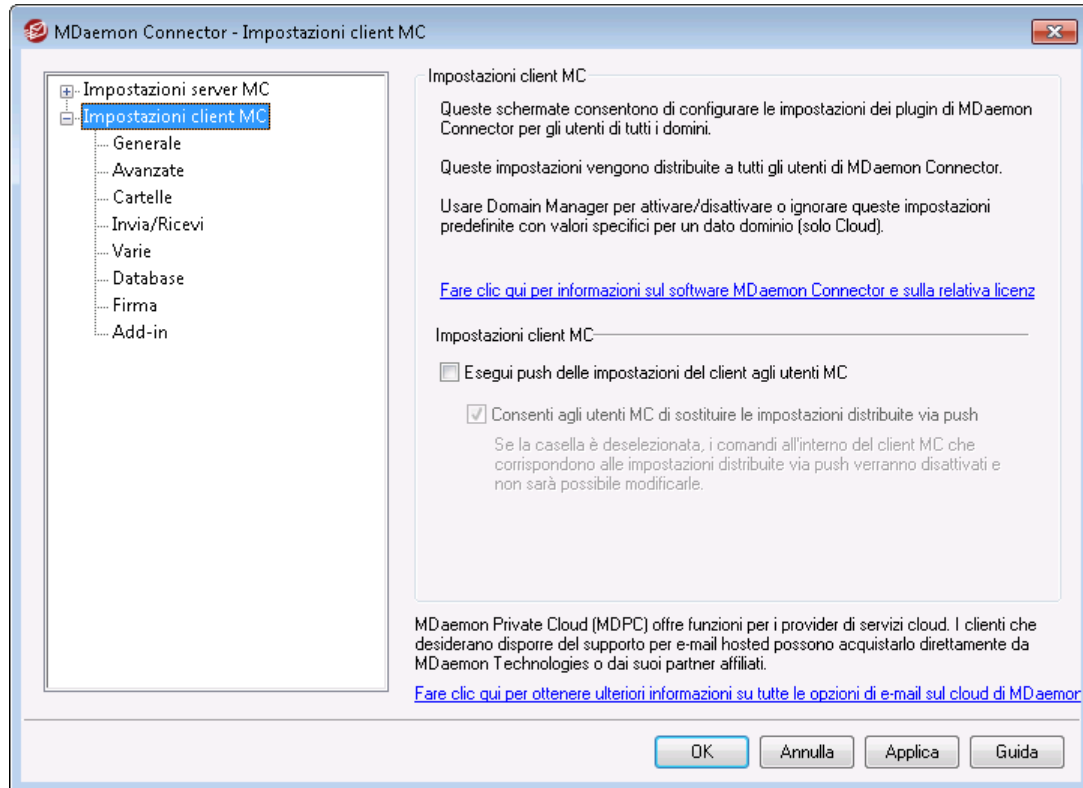 MDaemon Connector - Impostazioni client MC
Impostazioni server MC
Impostazioni client MC
Generale
Avanzate
Cartelle
Invia/Ricevi
Varie
Database
Firma
Add-in
Impostazioni client MC
Queste schermate consentono di configurare le impostazioni dei plugin di MDaemon
Connector per gli utenti di tutti i domini.
Queste impostazioni vengono distribuite a tutti gli utenti di MDaemon Connector.
Usare Domain Manager per attivare/disattivare o ignorare queste impostazioni
predefinite con valori specifici per un dato dominio (solo Cloud).
Fare clic qui per informazioni sul software MDaemon Connector e sulla relativa licenz
Impostazioni client MC
Esegui push delle impostazioni del client agli utenti MC
Consenti agli utenti MC di sostituire le impostazioni distribuite via push
Se la casella è deselezionata, i comandi all'interno del client MC che
corrispondono alle impostazioni distribuite via push verranno disattivati e
non sarà possibile modificarle.
MDaemon Private Cloud (MDPC) offre funzioni per i provider di servizi cloud. I clienti che
desiderano disporre del supporto per e-mail hosted possono acquistarlo direttamente da
MDaemon Technologies o dai suoi partner affiliati.
Fare clic qui per ottenere ulteriori informazioni su tutte le opzioni di e-mail sul cloud di MDaemon
OK
Annulla
Applica
Guida